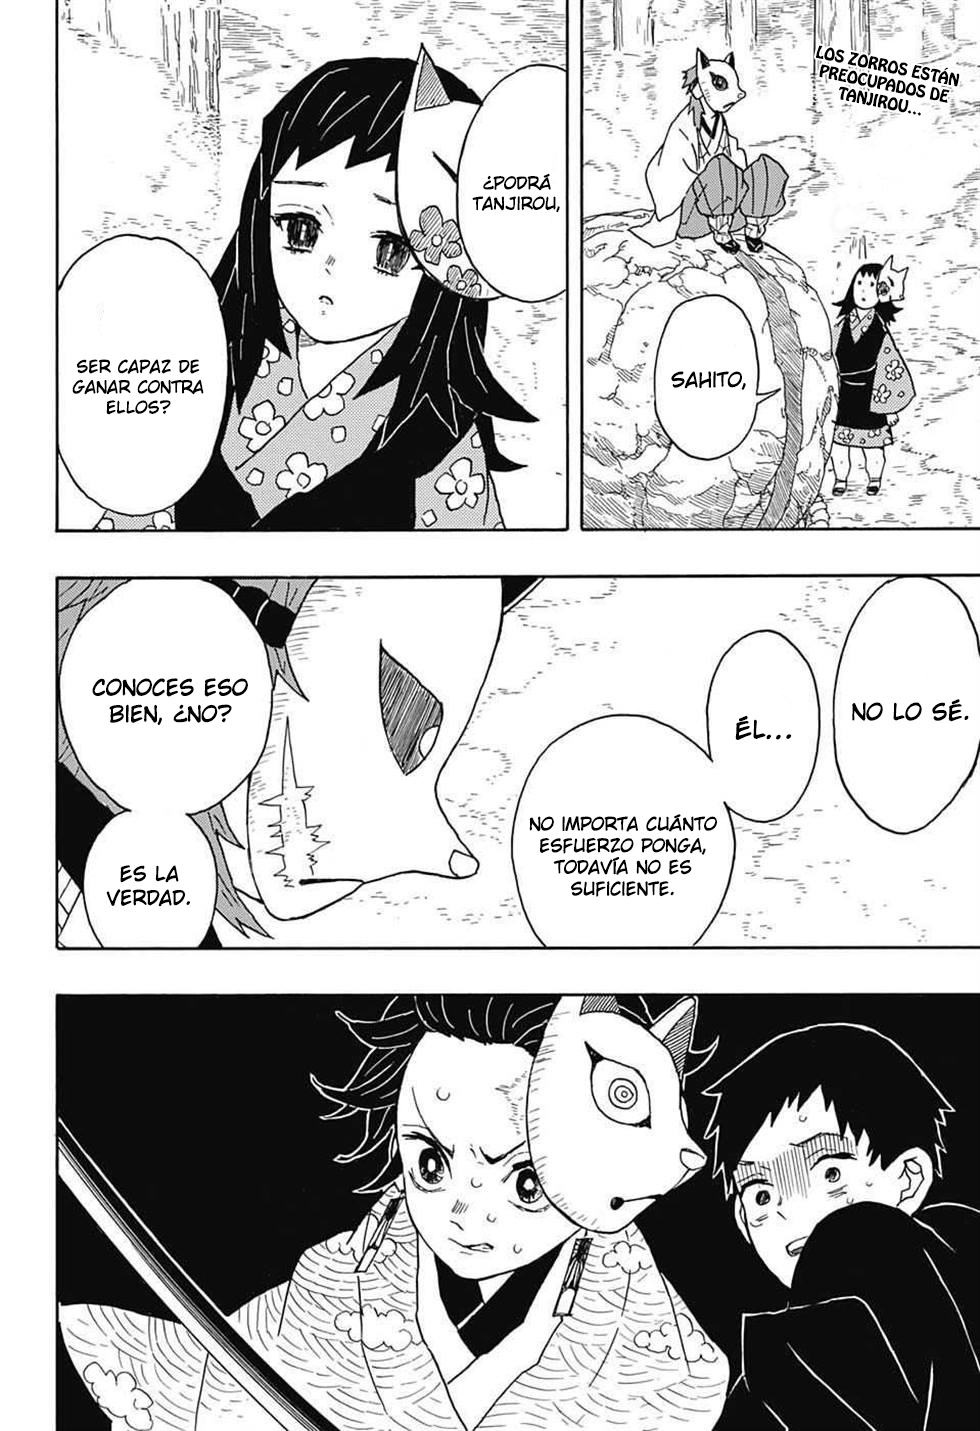 LOS ZORROS ESTÁN
PREOCUPADOS DE
TANJIROU...
SAHITO,
¿PODRÁ
TANJIROU,
SER CAPAZ DE
GANAR CONTRA
ELLOS?
NO LO SÉ.
ÉL...
NO IMPORTA CUÁNTO
ESFUERZO PONGA,
TODAVÍA NO ES
SUFICIENTE.
CONOCES ESO
BIEN, ¿NO?
ES LA
VERDAD.